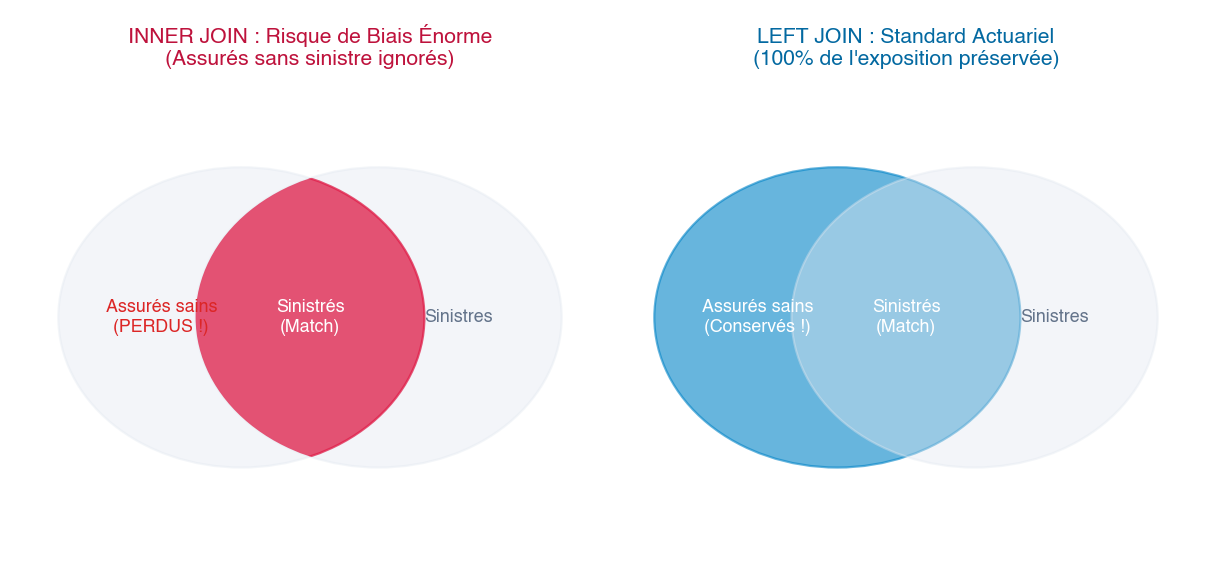 INNER JOIN : Risque de Biais Énorme
(Assurés sans sinistre ignorés)
Assurés sains
(PERDUS !)
Sinistrés
(Match)
Sinistres
LEFT JOIN : Standard Actuariel
(100% de l'exposition préservée)
Assurés sains
(Conservés !)
Sinistrés
(Match)
Sinistres